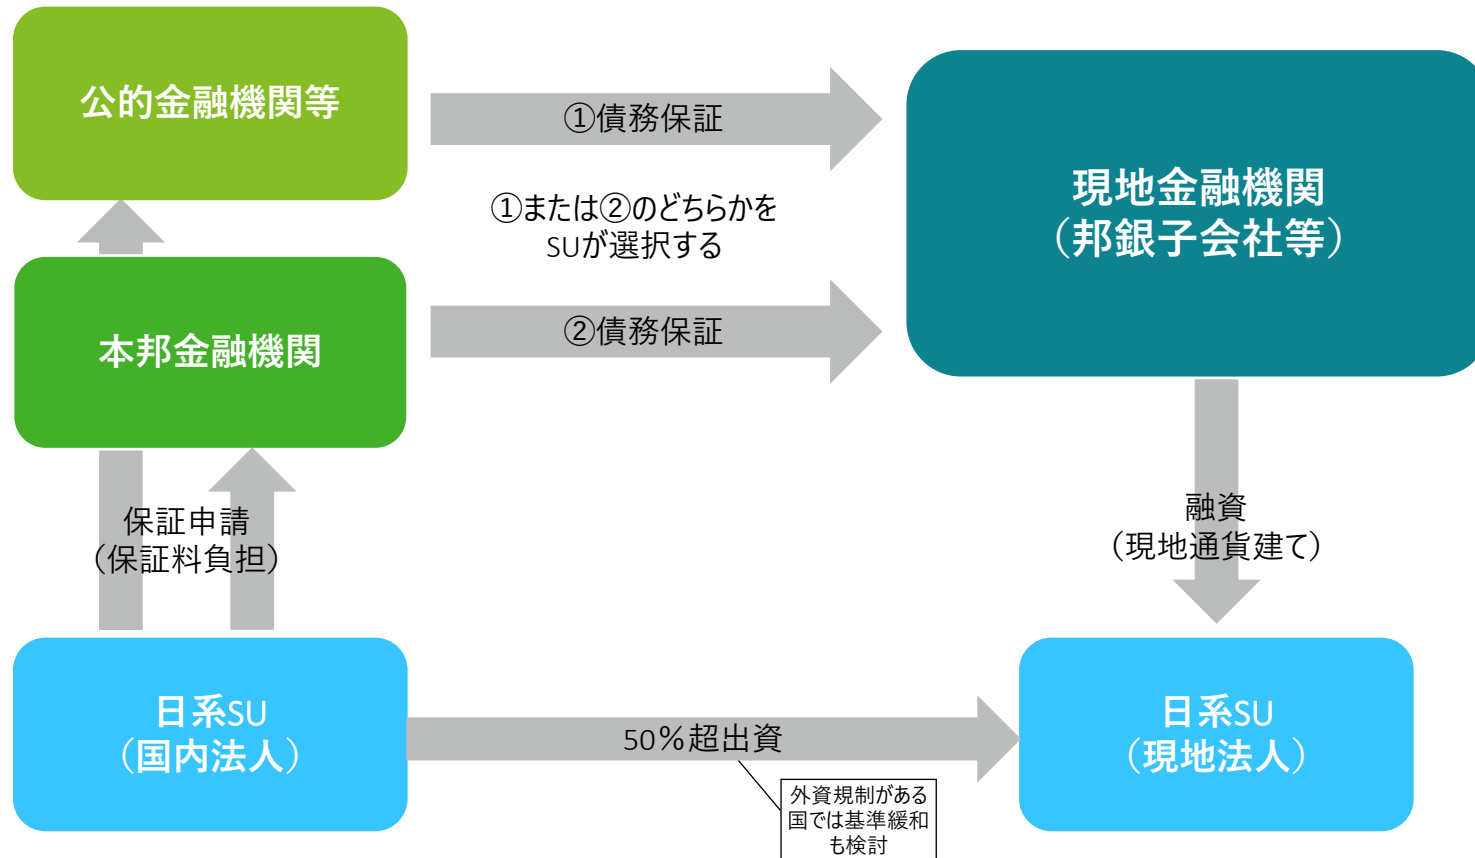 公的金融機関等
①債務保証
現地金融機関
（邦銀子会社等）
①または②のどちらかを
SUが選択する
本邦金融機関
②債務保証
保証申請
（保証料負担）
融資
（現地通貨建て）
日系SU
（国内法人）
50％超出資
日系SU
（現地法人）
外資規制がある
国では基準緩和
も検討